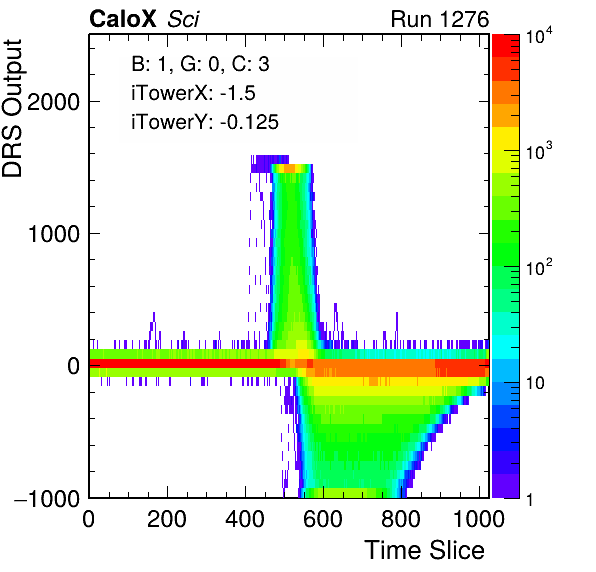 CaloX Sci Run 1276
B: 1, G: 0, C: 3
iTowerX: -1.5
iTowerY: -0.125
DRS Output
2000
1000
0
−1000
0 200 400 600 800 1000
Time Slice
10^4
10^3
10^2
10
1